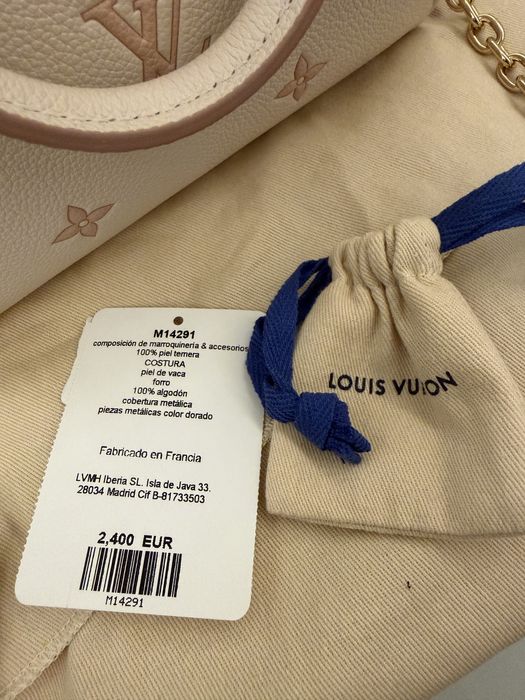 LV
M14291
composición de marroquinería & accesorios
100% piel ternera
COSTURA
piel de vaca
forro
100% algodón
cobertura metálica
piezas metálicas color dorado
Fabricado en Francia
LVMH Iberia SL. Isla de Java 33.
28034 Madrid Cif B-81733503
2,400 EUR
M14291
LOUIS VUITTON